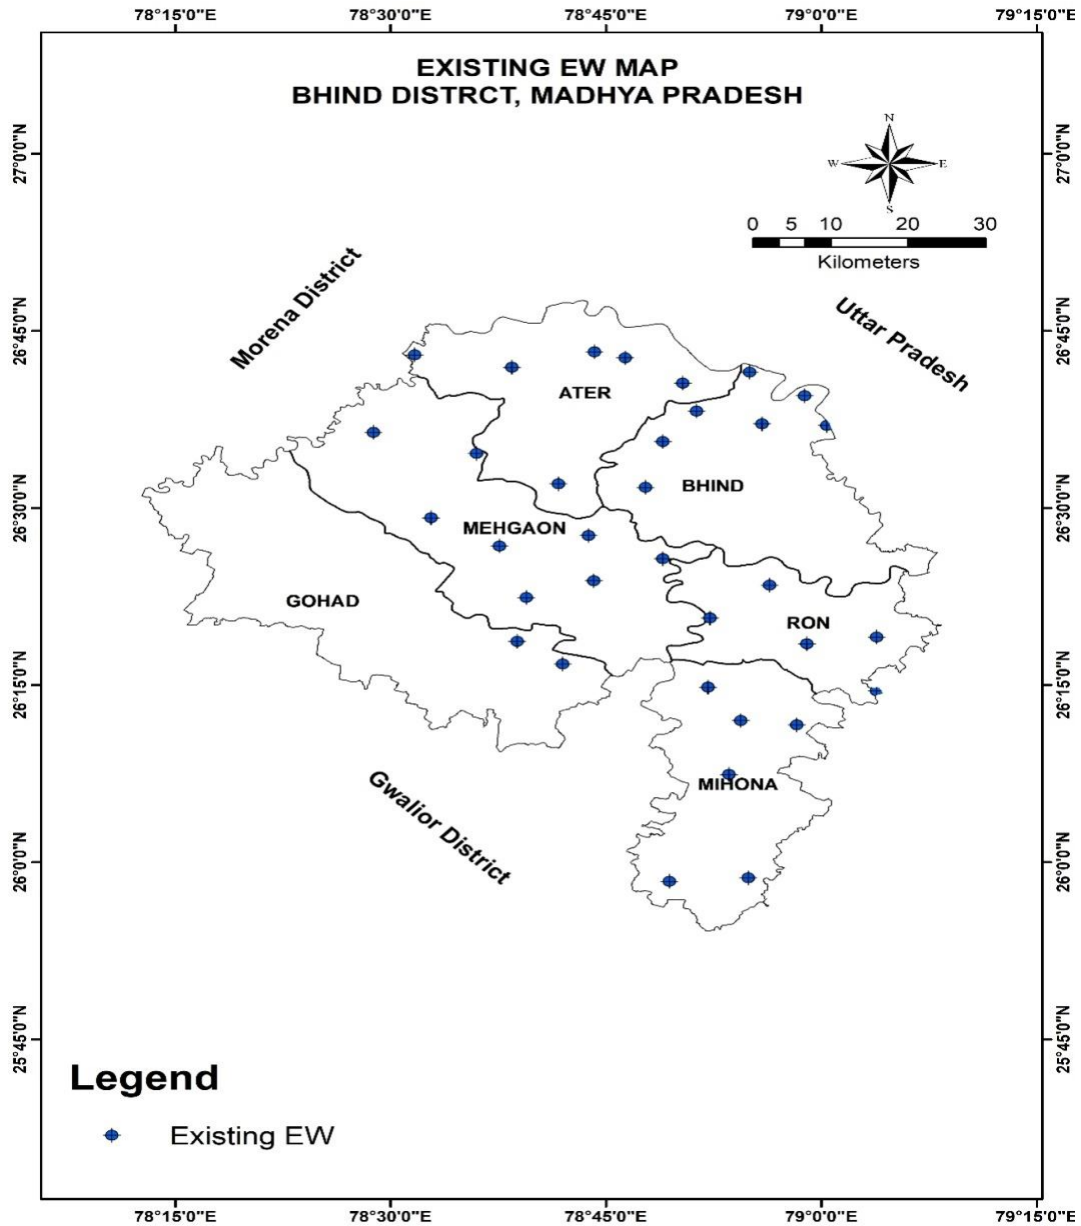 78°15'0"E 78°30'0"E 78°45'0"E 79°0'0"E 79°15'0"E
EXISTING EW MAP
BHIND DISTRCT, MADHYA PRADESH
N
W E
S
27°0'0"N 27°0'0"N
0 5 10 20 30
Kilometers
Morena District
Uttar Pradesh
26°45'0"N 26°45'0"N
ATER
BHIND
26°30'0"N 26°30'0"N
MEHGAON
GOHAD
RON
26°15'0"N 26°15'0"N
MIHONA
Gwalior District
26°0'0"N 26°0'0"N
25°45'0"N 25°45'0"N
Legend
Existing EW
78°15'0"E 78°30'0"E 78°45'0"E 79°0'0"E 79°15'0"E